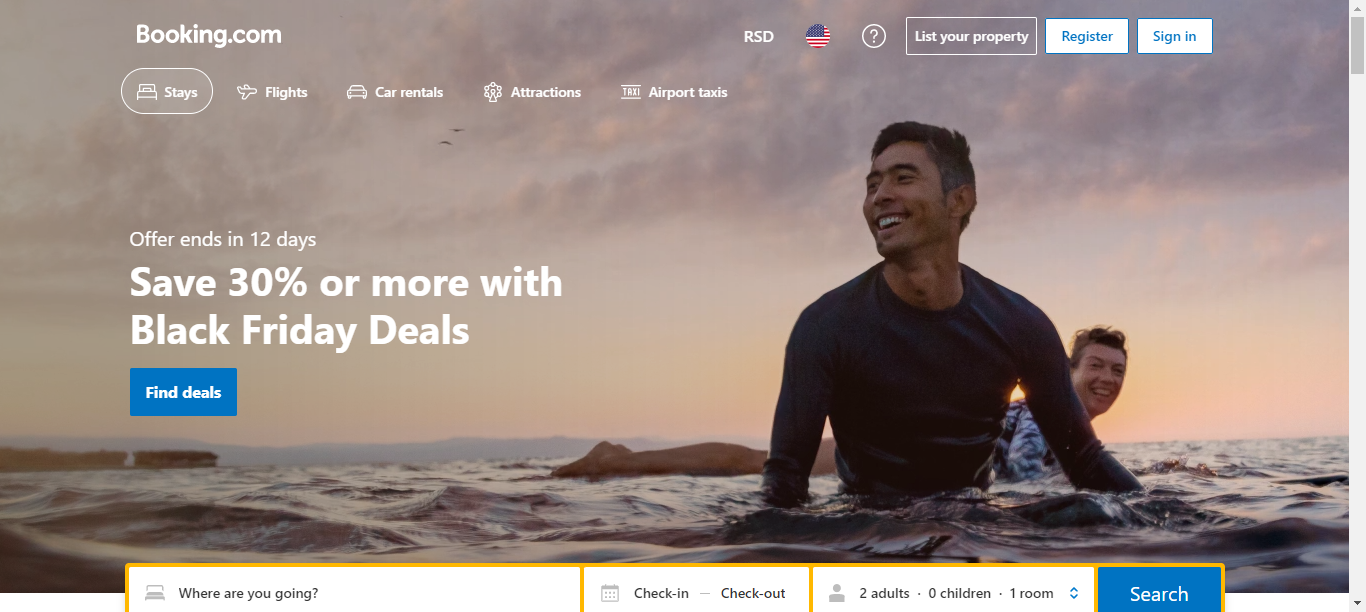 Booking.com
RSD
List your property
Register
Sign in
Stays
Flights
Car rentals
Attractions
TAXI
Airport taxis
Offer ends in 12 days
Save 30% or more with
Black Friday Deals
Find deals
Where are you going?
Check-in — Check-out
2 adults · 0 children · 1 room
Search